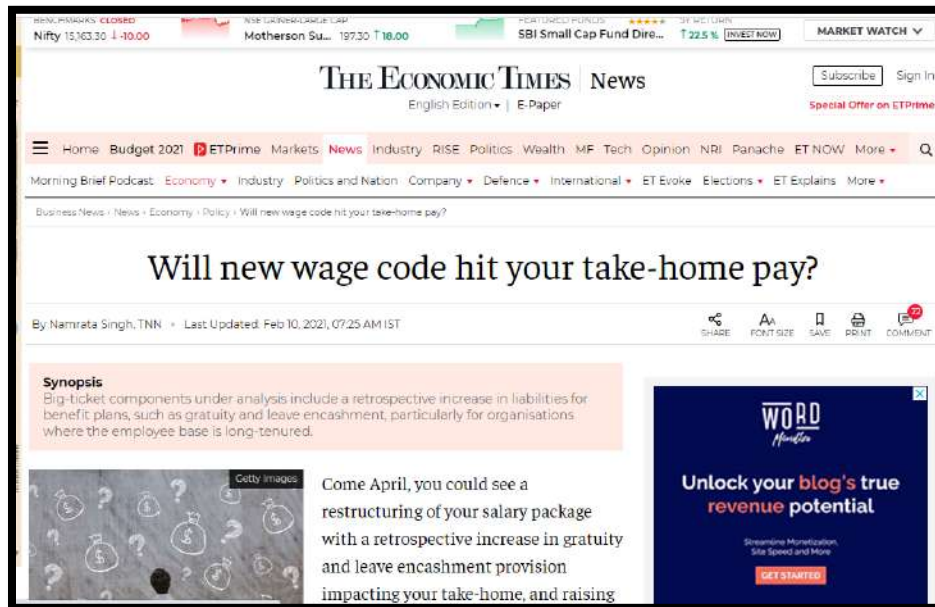 BENCHMARKS CLOSED
Nifty 15,163.30 ↓ -10.00
NSE GAINER-LARGE CAP
Motherson Su... 197.30 ↑ 18.00
FEATURED FUNDS ★★★★★
SBI Small Cap Fund Dire...
5Y RETURN
↑ 22.5 % INVEST NOW
MARKET WATCH
THE ECONOMIC TIMES | News
English Edition ▾ | E-Paper
Subscribe Sign In
Special Offer on ETPrime
Home Budget 2021 ETPrime Markets News Industry RISE Politics Wealth MF Tech Opinion NRI Panache ET NOW More ▾
Morning Brief Podcast Economy ▾ Industry Politics and Nation Company ▾ Defence ▾ International ▾ ET Evoke Elections ▾ ET Explains More ▾
Business News › News › Economy › Policy › Will new wage code hit your take-home pay?
Will new wage code hit your take-home pay?
By Namrata Singh, TNN • Last Updated: Feb 10, 2021, 07:25 AM IST
SHARE FONT SIZE SAVE PRINT COMMENT
22
Synopsis
Big-ticket components under analysis include a retrospective increase in liabilities for
benefit plans, such as gratuity and leave encashment, particularly for organisations
where the employee base is long-tenured.
Getty Images
Come April, you could see a
restructuring of your salary package
with a retrospective increase in gratuity
and leave encashment provision
impacting your take-home, and raising
WORD
Unlock your blog's true
revenue potential
Streamline Monetization,
Site Speed and More
GET STARTED